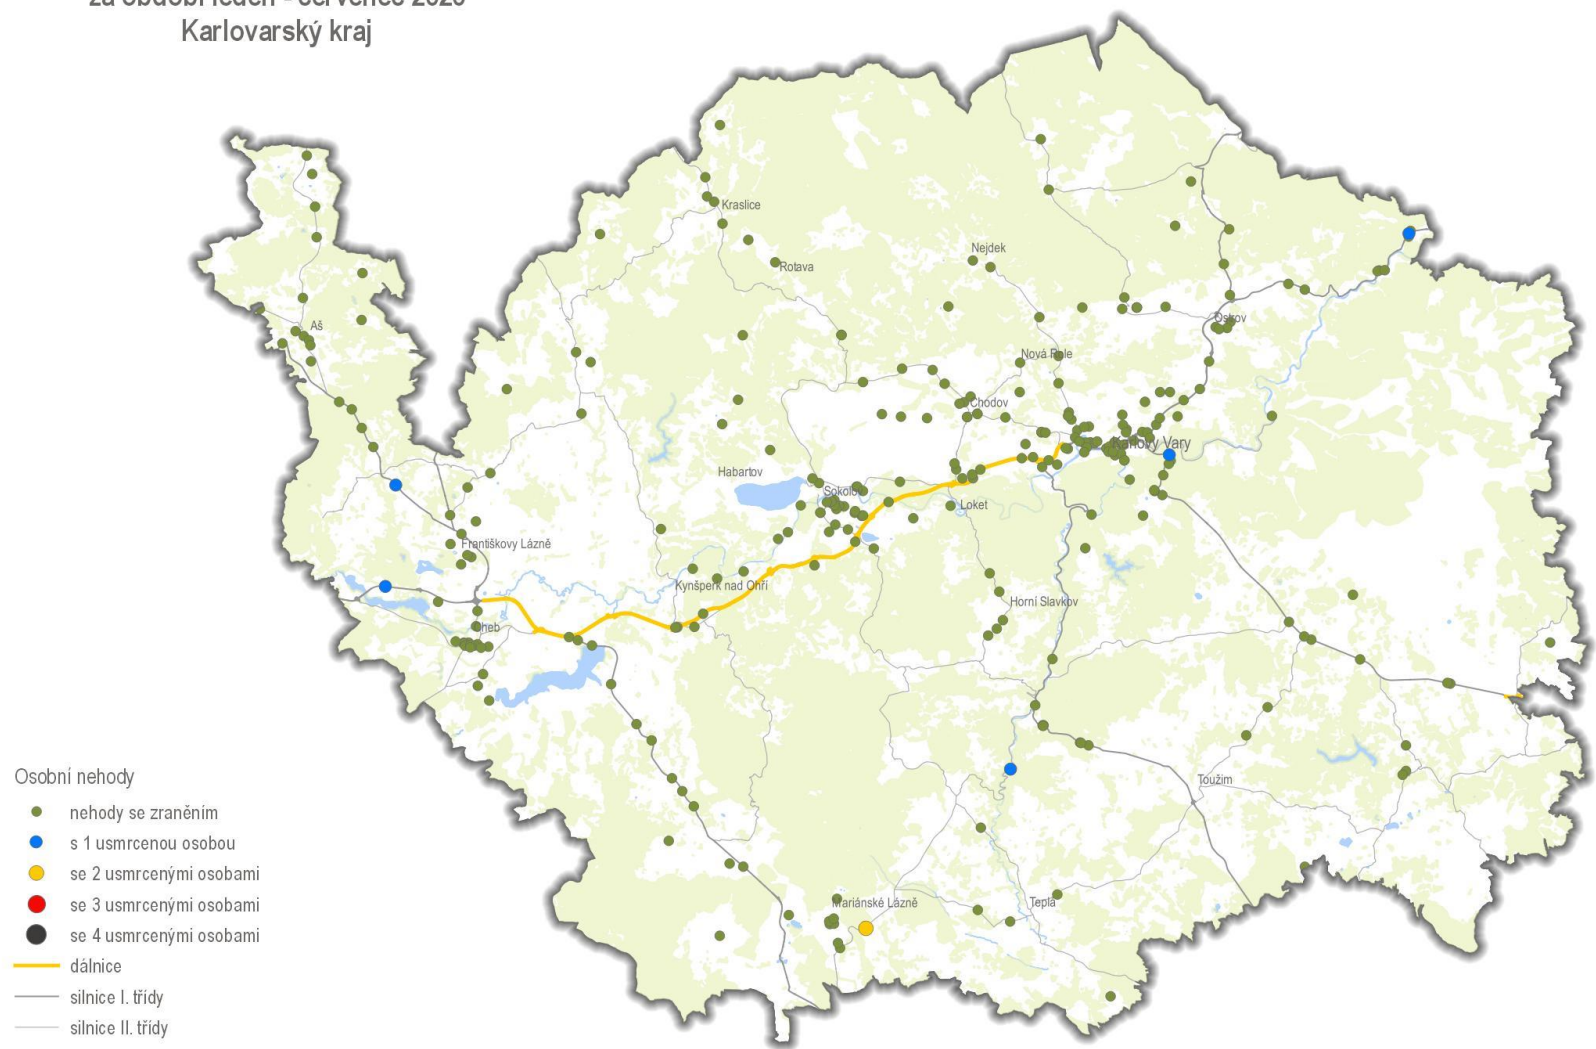 Karlovarský kraj
Kraslice
Rotava
Nejdek
Aš
Ostrov
Nová Role
Chodov
Karlovy Vary
Habartov
Sokolov
Loket
Františkovy Lázně
Kynšperk nad Ohří
Horní Slavkov
Cheb
Toužim
Mariánské Lázně
Teplá
Osobní nehody
nehody se zraněním
s 1 usmrcenou osobou
se 2 usmrcenými osobami
se 3 usmrcenými osobami
se 4 usmrcenými osobami
dálnice
silnice I. třídy
silnice II. třídy